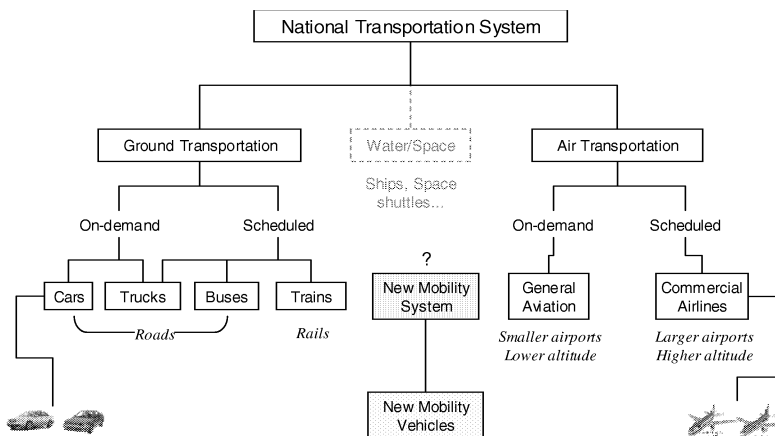 National Transportation System
Ground Transportation
Water/Space
Air Transportation
Ships, Space
shuttles...
On-demand
Scheduled
On-demand
Scheduled
?
Cars
Trucks
Buses
Trains
New Mobility
System
General
Aviation
Commercial
Airlines
Roads
Rails
Smaller airports
Lower altitude
Larger airports
Higher altitude
New Mobility
Vehicles